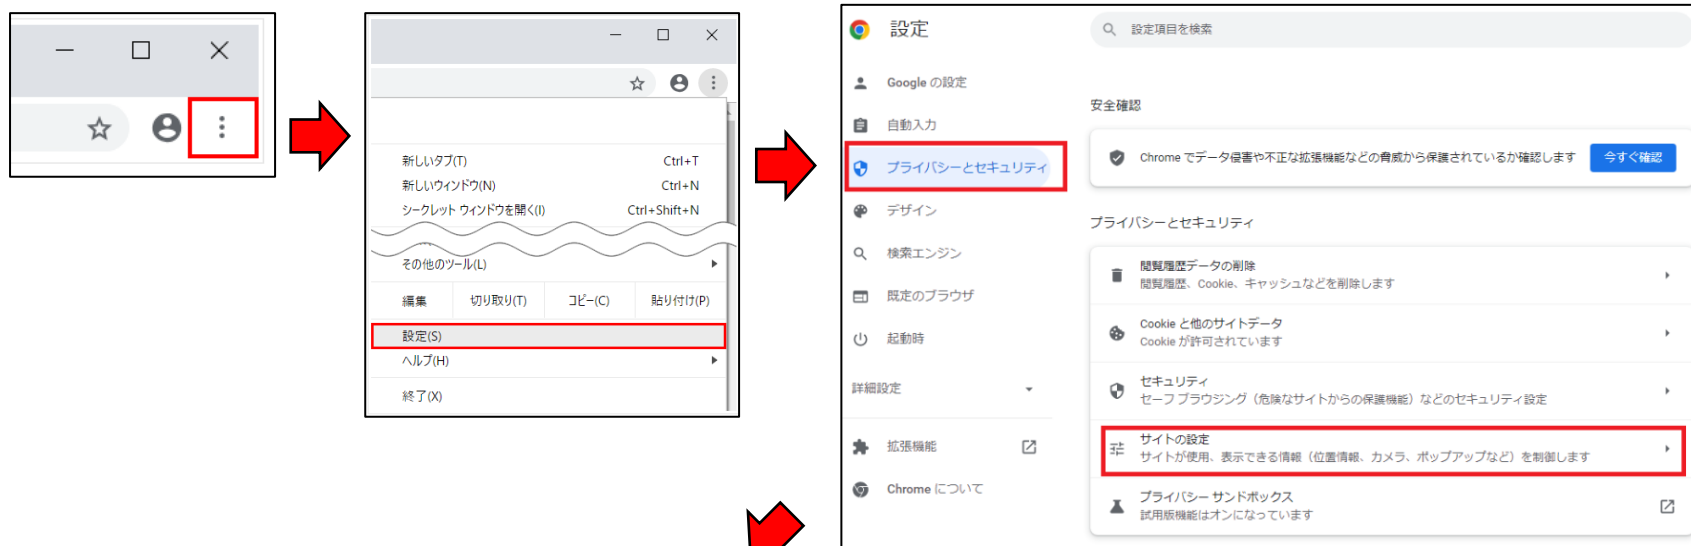 新しいタブ(T) Ctrl+T
新しいウィンドウ(N) Ctrl+N
シークレット ウィンドウを開く(I) Ctrl+Shift+N
その他のツール(L)
編集 切り取り(T) コピー(C) 貼り付け(P)
設定(S)
ヘルプ(H)
終了(X)
設定
設定項目を検索
Google の設定
自動入力
プライバシーとセキュリティ
デザイン
検索エンジン
既定のブラウザ
起動時
詳細設定
拡張機能
Chrome について
安全確認
Chrome でデータ侵害や不正な拡張機能などの脅威から保護されているか確認します 今すぐ確認
プライバシーとセキュリティ
閲覧履歴データの削除
閲覧履歴、Cookie、キャッシュなどを削除します
Cookie と他のサイトデータ
Cookie が許可されています
セキュリティ
セーフ ブラウジング（危険なサイトからの保護機能）などのセキュリティ設定
サイトの設定
サイトが使用、表示できる情報（位置情報、カメラ、ポップアップなど）を制御します
プライバシー サンドボックス
試用版機能はオンになっています